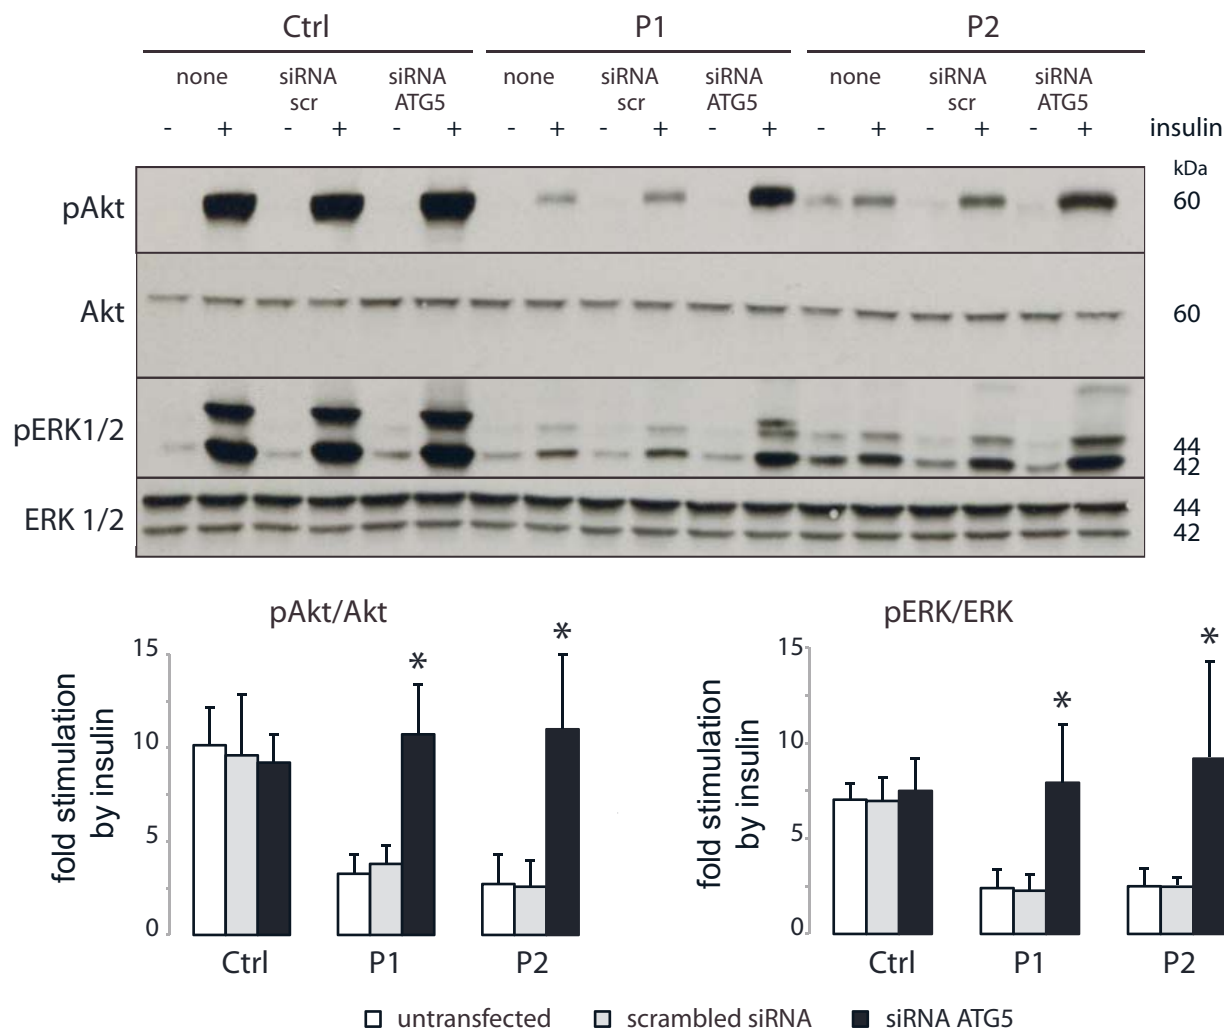 Ctrl P1 P2
none siRNA siRNA none siRNA siRNA none siRNA siRNA
scr ATG5 scr ATG5 scr ATG5
- + - + - + - + - + - + - + - + - + insulin
kDa
pAkt 60
Akt 60
pERK1/2 44
42
ERK 1/2 44
42
pAkt/Akt
fold stimulation
by insulin
15
10
5
0
Ctrl P1 P2
* *
pERK/ERK
fold stimulation
by insulin
15
10
5
0
Ctrl P1 P2
* *
untransfected scrambled siRNA siRNA ATG5